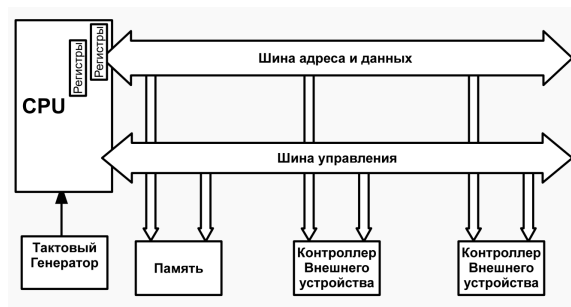 Регистры
Регистры
CPU
Шина адреса и данных
Шина управления
Тактовый
Генератор
Память
Контроллер
Внешнего
устройства
Контроллер
Внешнего
устройства